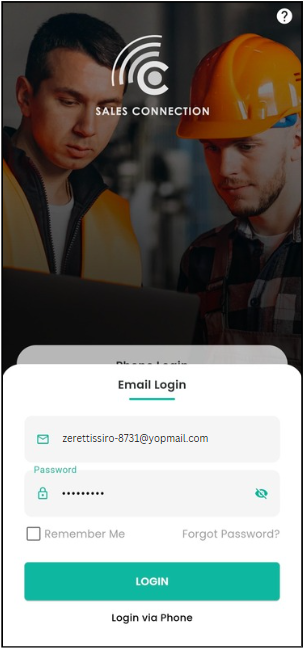 ?
SALES CONNECTION
Phone Login
Email Login
zerettissiro-8731@yopmail.com
Password
•••••••••
Remember Me Forgot Password?
LOGIN
Login via Phone